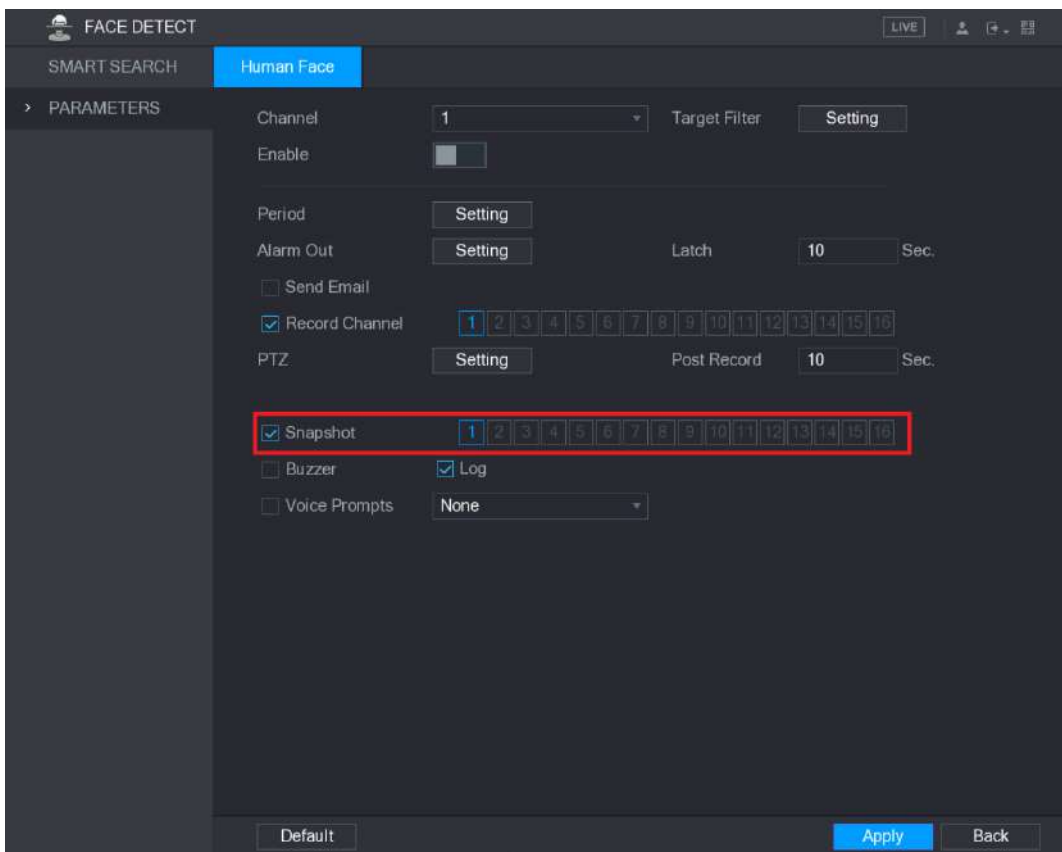 FACE DETECT LIVE
SMART SEARCH Human Face
PARAMETERS
Channel 1 Target Filter Setting
Enable
Period Setting
Alarm Out Setting Latch 10 Sec.
Send Email
Record Channel 1 2 3 4 5 6 7 8 9 10 11 12 13 14 15 16
PTZ Setting Post Record 10 Sec.
Snapshot 1 2 3 4 5 6 7 8 9 10 11 12 13 14 15 16
Buzzer Log
Voice Prompts None
Default Apply Back